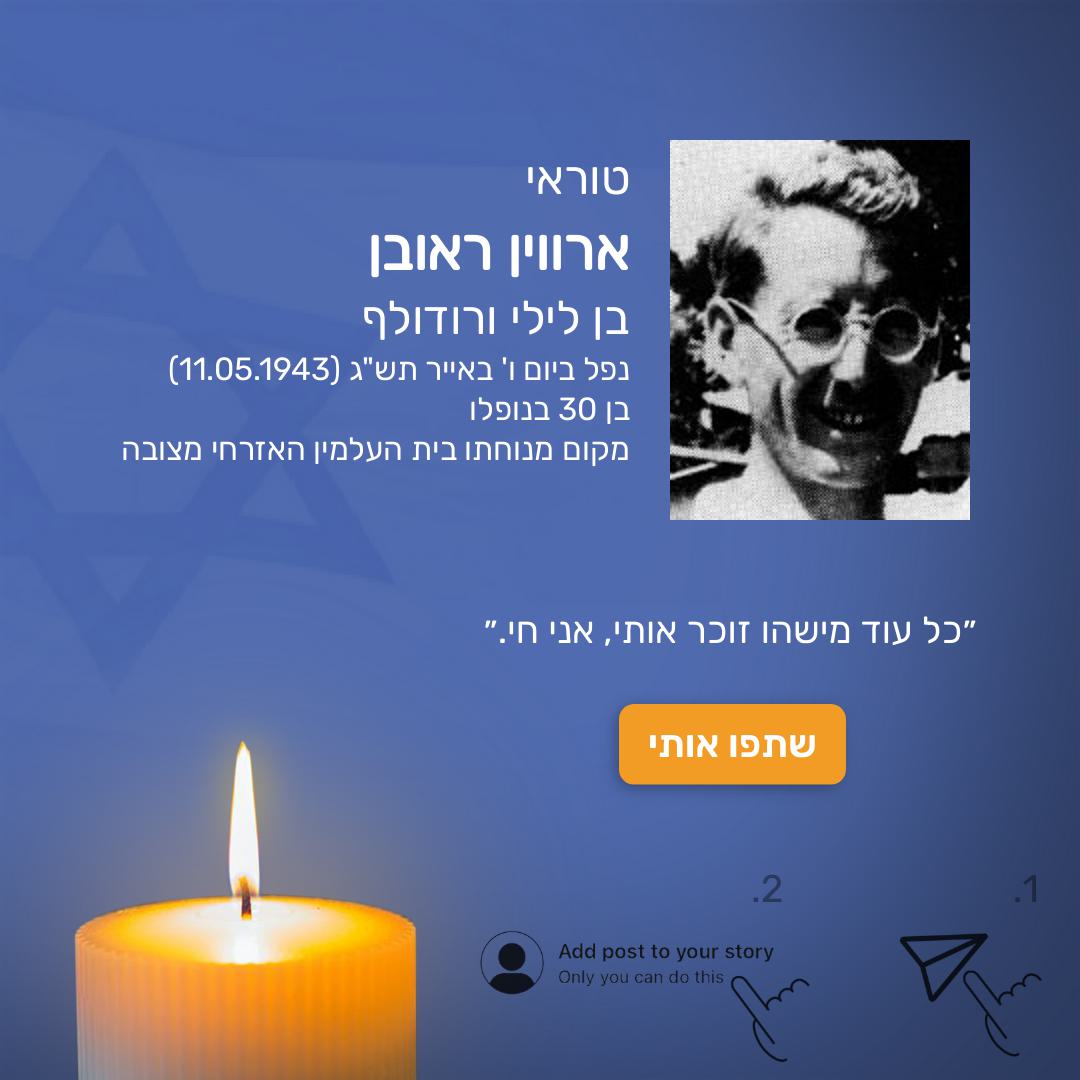 טוראי
ארווין ראובן
בן לילי ורודולף
נפל ביום ו' באייר תש"ג (11.05.1943)
בן 30 בנופלו
מקום מנוחתו בית העלמין האזרחי מצובה
״כל עוד מישהו זוכר אותי, אני חי.״
שתפו אותי
1.
2.
Add post to your story
Only you can do this